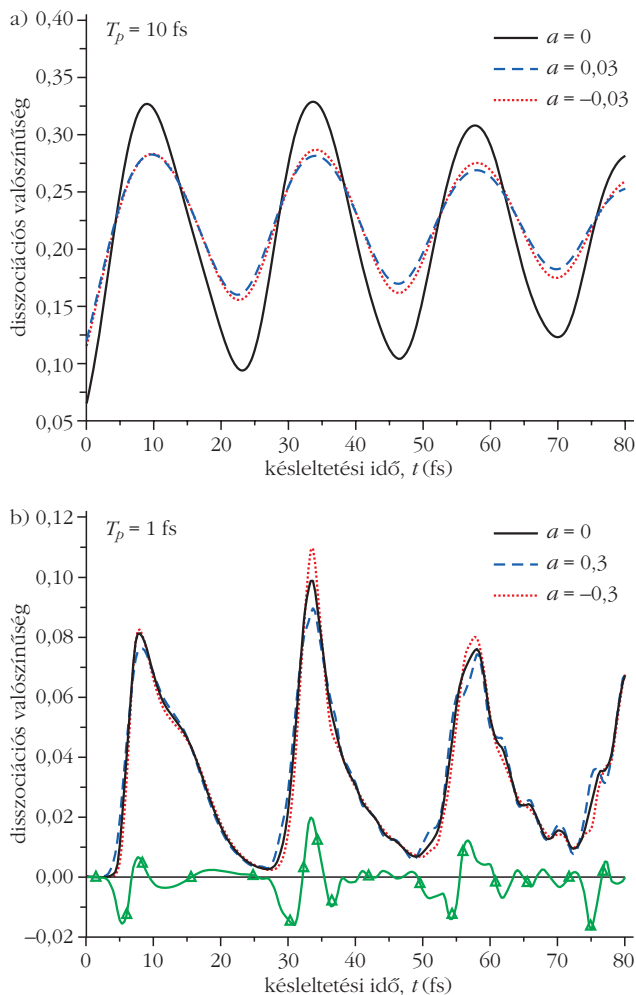 a) 0,40
T_p = 10 fs
a = 0
a = 0,03
a = –0,03
0,35
0,30
0,25
0,20
0,15
0,10
0,05
disszociációs valószínűség
0 10 20 30 40 50 60 70 80
késleltetési idő, t (fs)
b) 0,12
T_p = 1 fs
a = 0
a = 0,3
a = –0,3
0,10
0,08
0,06
0,04
0,02
0,00
–0,02
disszociációs valószínűség
0 10 20 30 40 50 60 70 80
késleltetési idő, t (fs)